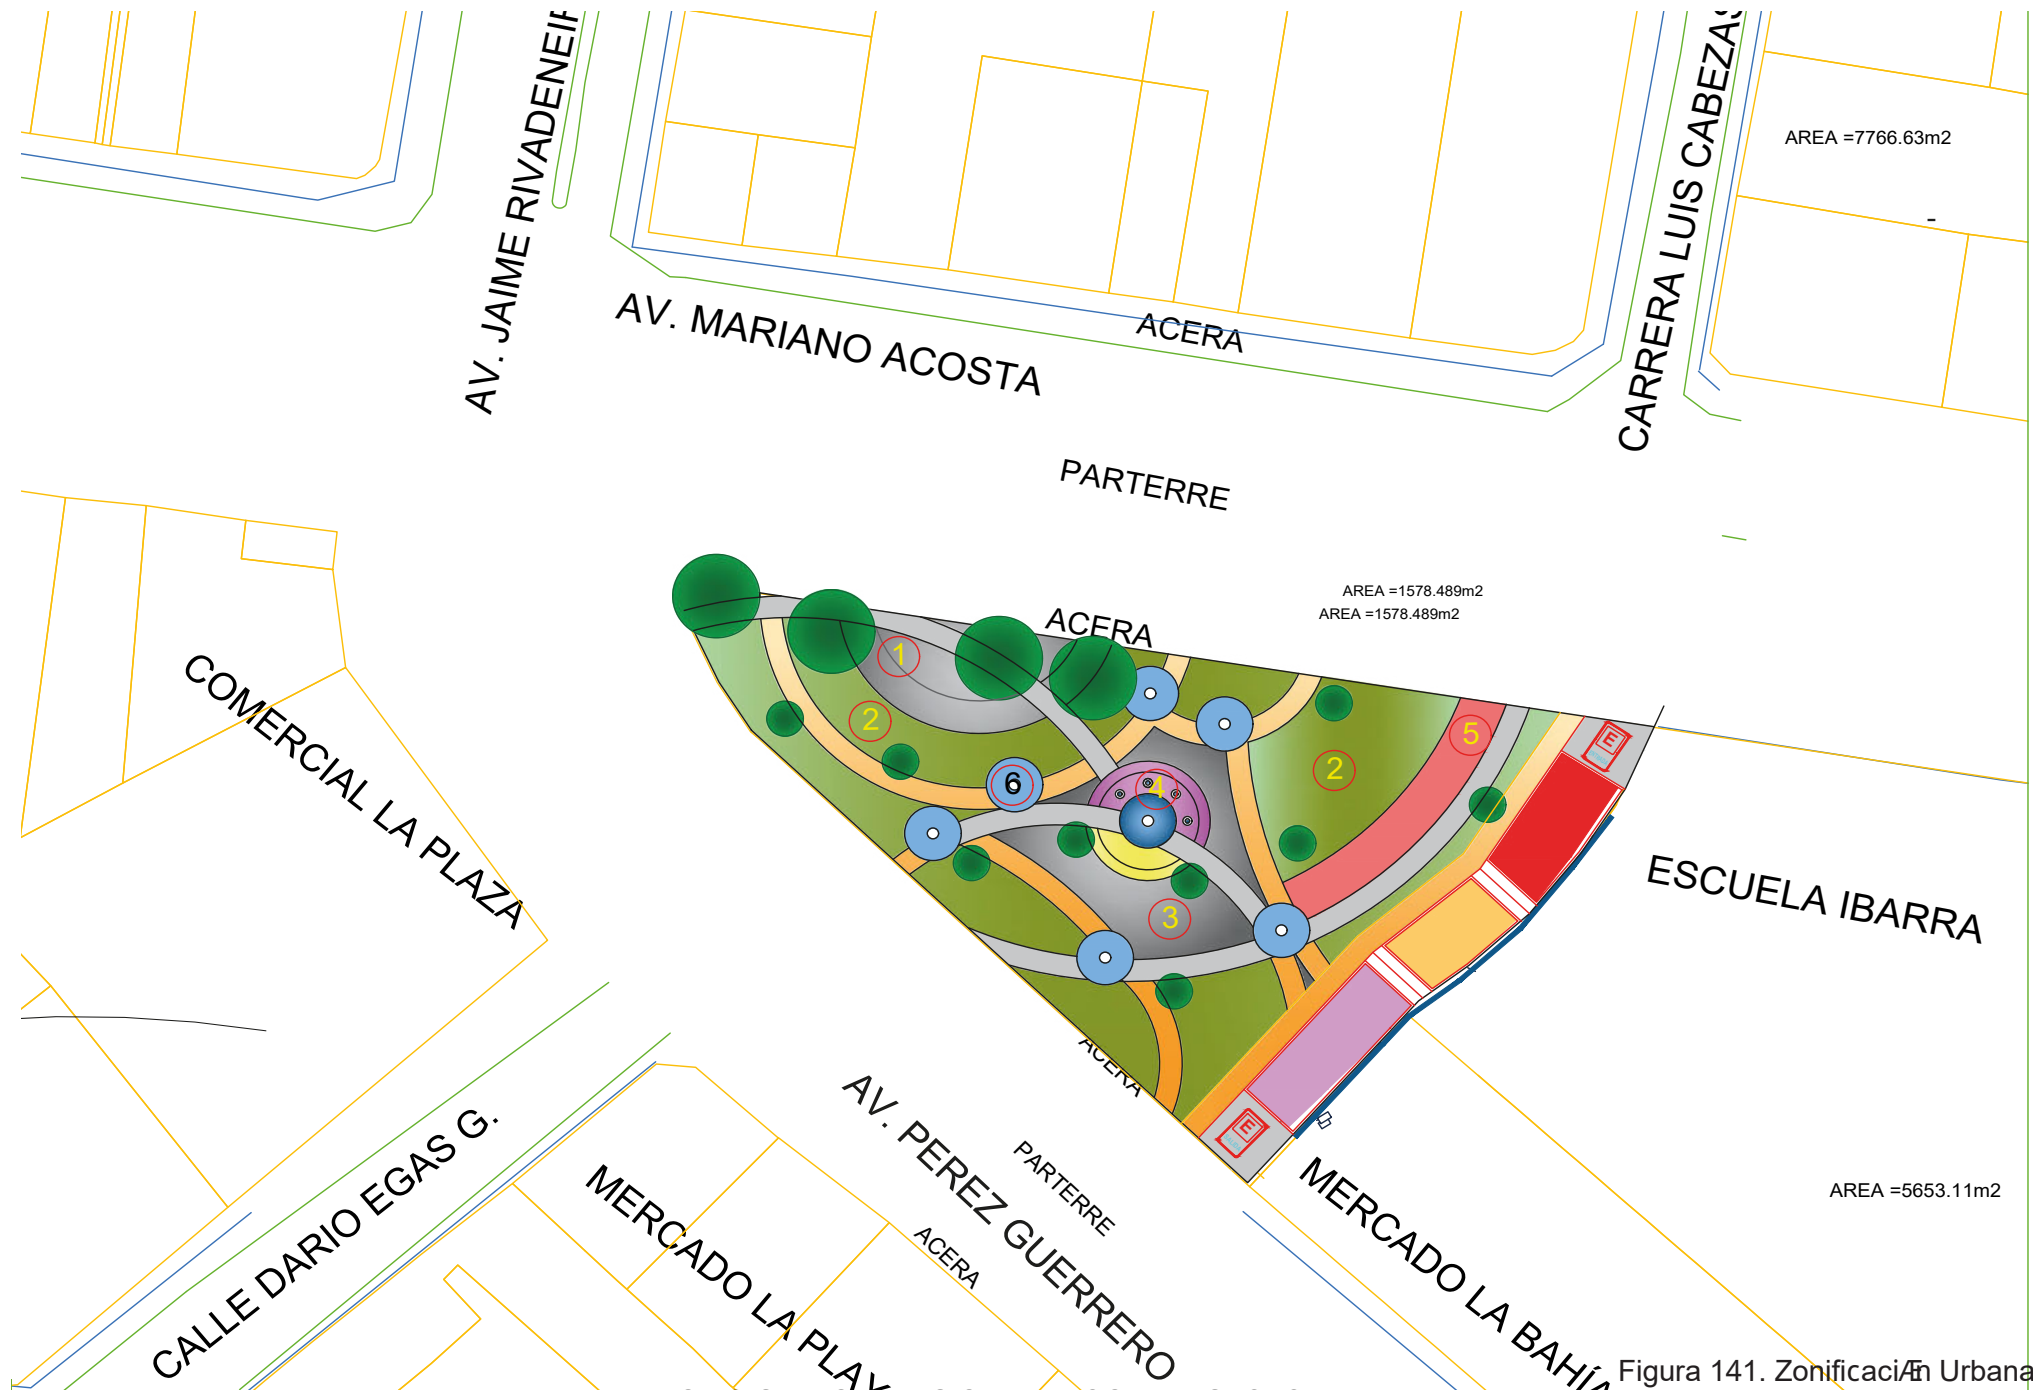 AV. JAIME RIVADENEIR
CARRERA LUIS CABEZAS
AREA =7766.63m2
-
AV. MARIANO ACOSTA
ACERA
PARTERRE
AREA =1578.489m2
AREA =1578.489m2
ACERA
1
2
5
2
6
4
3
E
COMERCIAL LA PLAZA
ESCUELA IBARRA
ACERA
E
AV. PEREZ GUERRERO
PARTERRE
ACERA
CALLE DARIO EGAS G.
MERCADO LA PLAY
MERCADO LA BAHÍA
AREA =5653.11m2
Figura 141. ZonificaciÆn Urbana